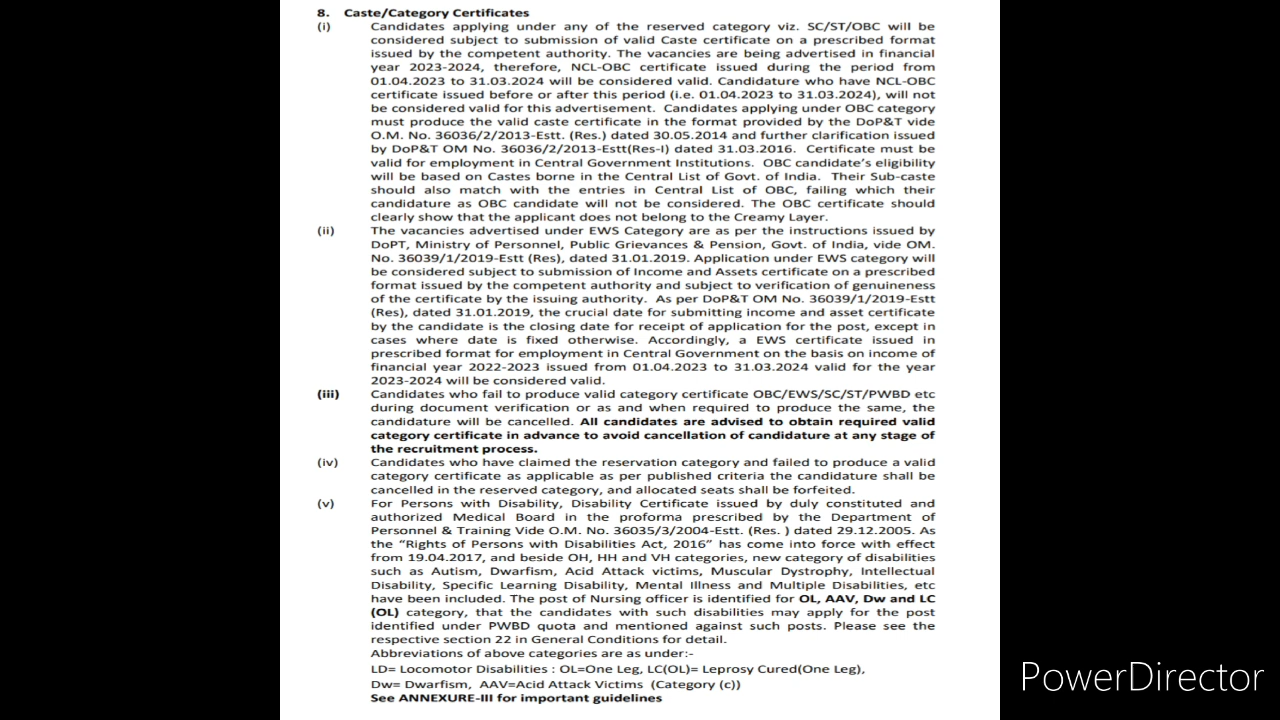 8. Caste/Category Certificates
(i) Candidates applying under any of the reserved category viz. SC/ST/OBC will be
considered subject to submission of valid Caste certificate on a prescribed format
issued by the competent authority. The vacancies are being advertised in financial
year 2023-2024, therefore, NCL-OBC certificate issued during the period from
01.04.2023 to 31.03.2024 will be considered valid. Candidature who have NCL-OBC
certificate issued before or after this period (i.e. 01.04.2023 to 31.03.2024), will not
be considered valid for this advertisement. Candidates applying under OBC category
must produce the valid caste certificate in the format provided by the DoP&T vide
O.M. No. 36036/2/2013-Estt. (Res.) dated 30.05.2014 and further clarification issued
by DoP&T OM No. 36036/2/2013-Estt(Res-I) dated 31.03.2016. Certificate must be
valid for employment in Central Government Institutions. OBC candidate's eligibility
will be based on Castes borne in the Central List of Govt. of India. Their Sub-caste
should also match with the entries in Central List of OBC, failing which their
candidature as OBC candidate will not be considered. The OBC certificate should
clearly show that the applicant does not belong to the Creamy Layer.
(ii) The vacancies advertised under EWS Category are as per the instructions issued by
DoPT, Ministry of Personnel, Public Grievances & Pension, Govt. of India, vide OM.
No. 36039/1/2019-Estt (Res), dated 31.01.2019. Application under EWS category will
be considered subject to submission of Income and Assets certificate on a prescribed
format issued by the competent authority and subject to verification of genuineness
of the certificate by the issuing authority. As per DoP&T OM No. 36039/1/2019-Estt
(Res), dated 31.01.2019, the crucial date for submitting income and asset certificate
by the candidate is the closing date for receipt of application for the post, except in
cases where date is fixed otherwise. Accordingly, a EWS certificate issued in
prescribed format for employment in Central Government on the basis on income of
financial year 2022-2023 issued from 01.04.2023 to 31.03.2024 valid for the year
2023-2024 will be considered valid.
(iii) Candidates who fail to produce valid category certificate OBC/EWS/SC/ST/PWBD etc
during document verification or as and when required to produce the same, the
candidature will be cancelled. All candidates are advised to obtain required valid
category certificate in advance to avoid cancellation of candidature at any stage of
the recruitment process.
(iv) Candidates who have claimed the reservation category and failed to produce a valid
category certificate as applicable as per published criteria the candidature shall be
cancelled in the reserved category, and allocated seats shall be forfeited.
(v) For Persons with Disability, Disability Certificate issued by duly constituted and
authorized Medical Board in the proforma prescribed by the Department of
Personnel & Training Vide O.M. No. 36035/3/2004-Estt. (Res. ) dated 29.12.2005. As
the "Rights of Persons with Disabilities Act, 2016" has come into force with effect
from 19.04.2017, and beside OH, HH and VH categories, new category of disabilities
such as Autism, Dwarfism, Acid Attack victims, Muscular Dystrophy, Intellectual
Disability, Specific Learning Disability, Mental Illness and Multiple Disabilities, etc
have been included. The post of Nursing officer is identified for OL, AAV, Dw and LC
(OL) category, that the candidates with such disabilities may apply for the post
identified under PWBD quota and mentioned against such posts. Please see the
respective section 22 in General Conditions for detail.
Abbreviations of above categories are as under:-
LD= Locomotor Disabilities : OL=One Leg, LC(OL)= Leprosy Cured(One Leg),
Dw= Dwarfism, AAV=Acid Attack Victims (Category (c))
See ANNEXURE-III for important guidelines
PowerDirector